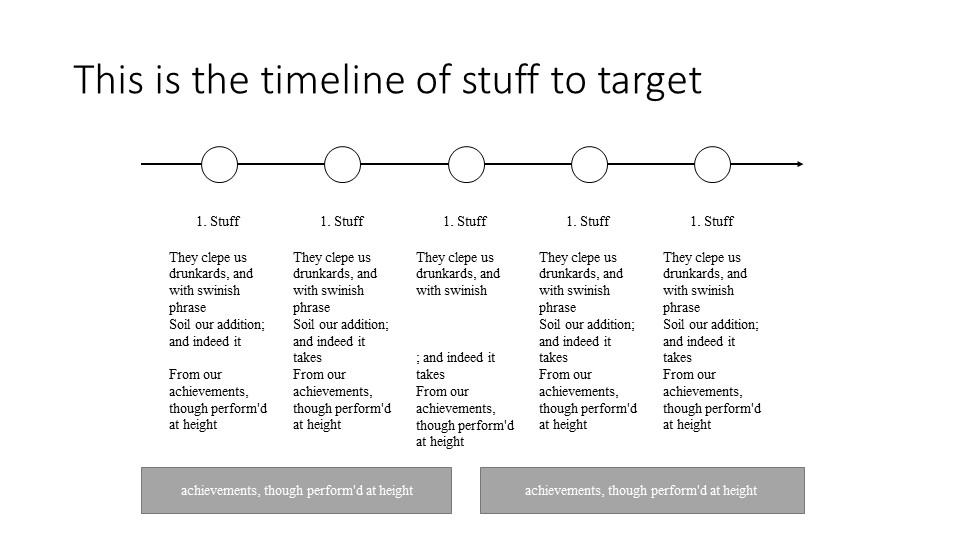 This is the timeline of stuff to target
1. Stuff
They clepe us
drunkards, and
with swinish
phrase
Soil our addition;
and indeed it
From our
achievements,
though perform'd
at height
1. Stuff
They clepe us
drunkards, and
with swinish
phrase
Soil our addition;
and indeed it
takes
From our
achievements,
though perform'd
at height
1. Stuff
They clepe us
drunkards, and
with swinish
; and indeed it
takes
From our
achievements,
though perform'd
at height
1. Stuff
They clepe us
drunkards, and
with swinish
phrase
Soil our addition;
and indeed it
takes
From our
achievements,
though perform'd
at height
1. Stuff
They clepe us
drunkards, and
with swinish
phrase
Soil our addition;
and indeed it
takes
From our
achievements,
though perform'd
at height
achievements, though perform'd at height
achievements, though perform'd at height